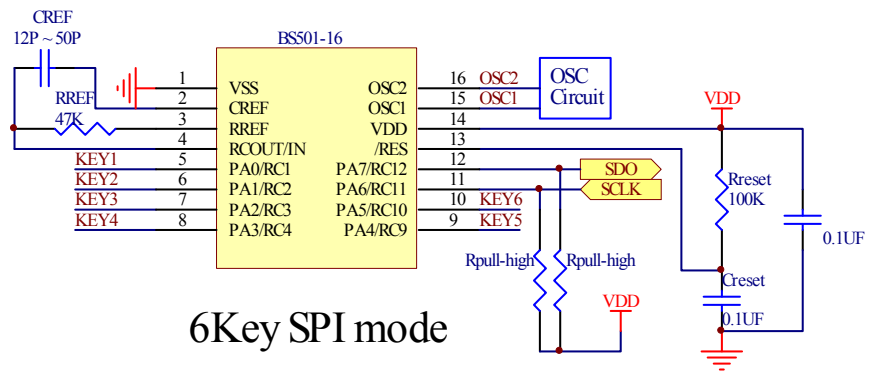 CREF
12P ~ 50P
BS501-16
1
VSS
2
CREF
RREF
47K
3
RREF
4
RCOUT/IN
KEY1
5
PA0/RC1
KEY2
6
PA1/RC2
KEY3
7
PA2/RC3
KEY4
8
PA3/RC4
OSC2
16
OSC2
OSC1
15
OSC1
OSC
Circuit
VDD
14
/RES
13
PA7/RC12
12
SDO
PA6/RC11
11
SCLK
PA5/RC10
10
KEY6
PA4/RC9
9
KEY5
VDD
Rreset
100K
0.1UF
Rpull-high
Rpull-high
Creset
0.1UF
VDD
6Key SPI mode